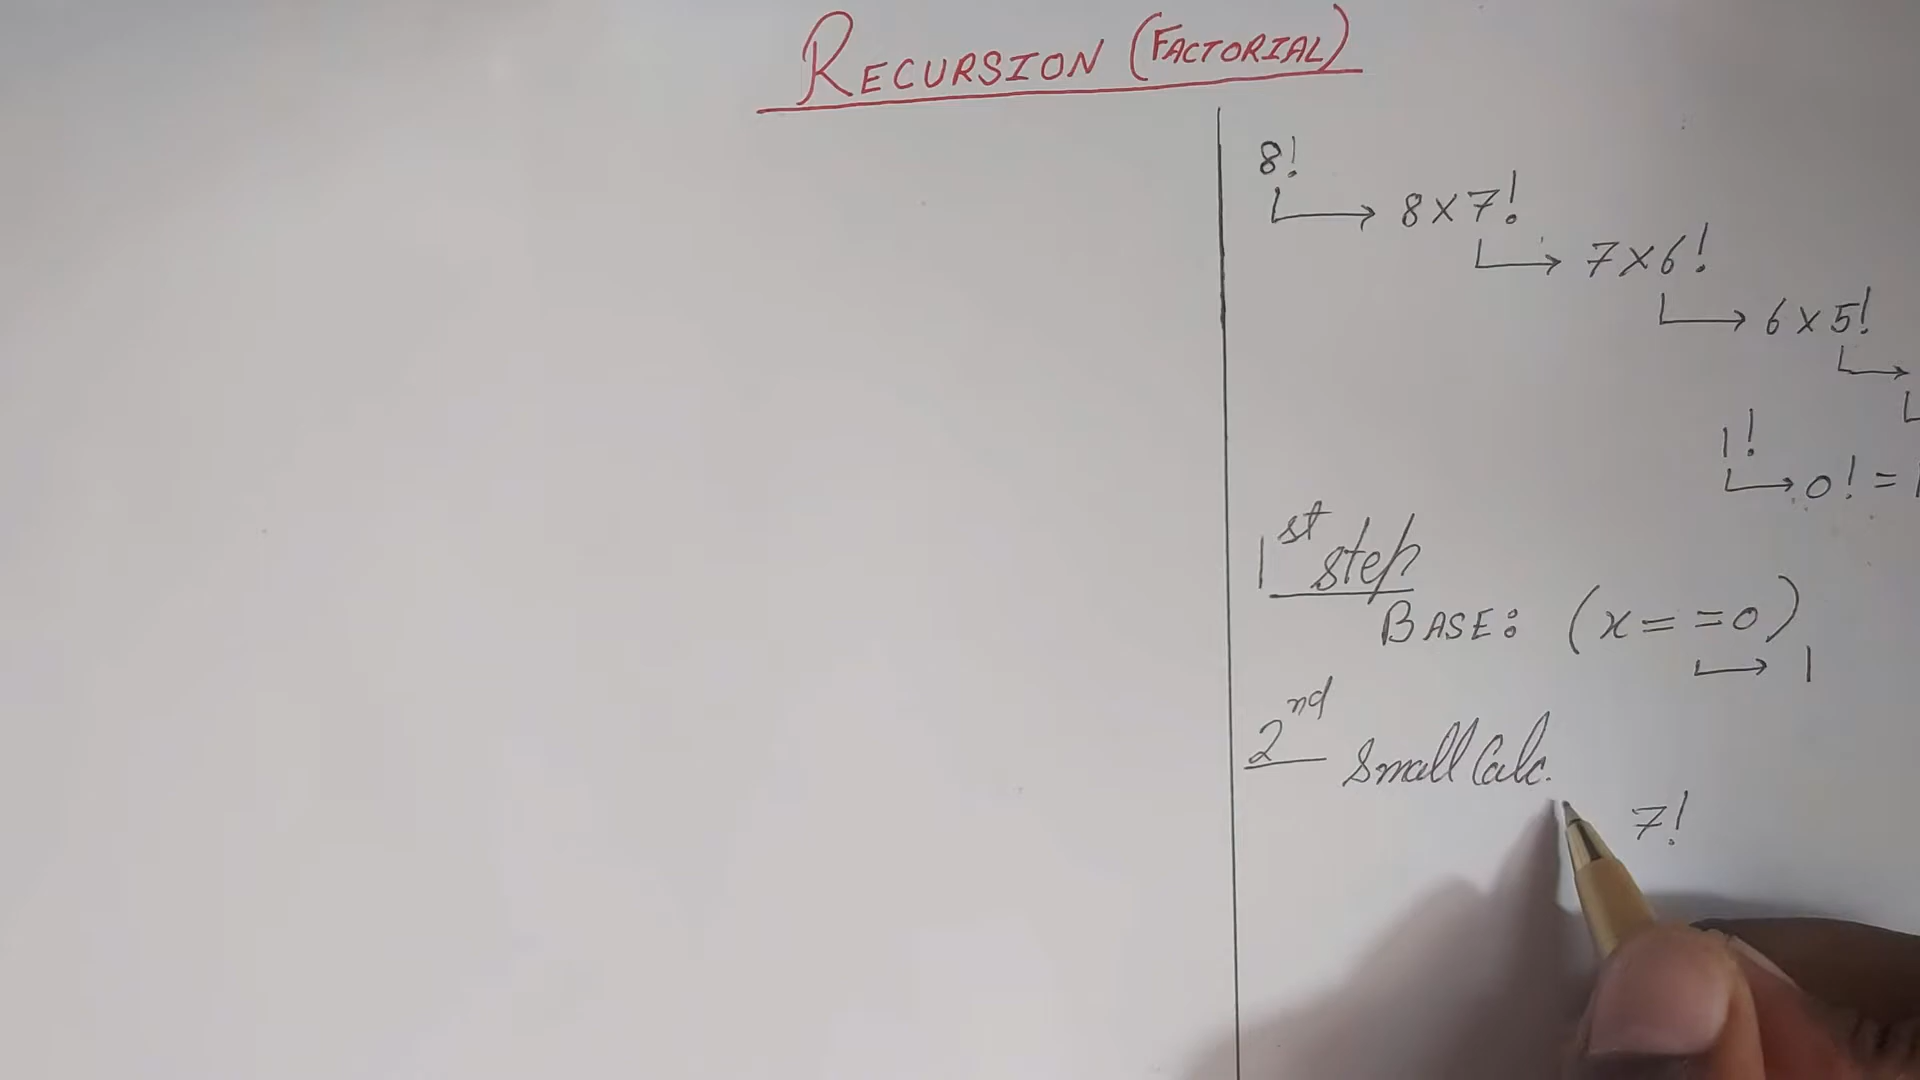 RECURSION (FACTORIAL)
8!
8 X 7!
7 X 6!
6 X 5!
1!
0! =
1st step
BASE: (x = = 0)
1
2nd Small Calc.
7!